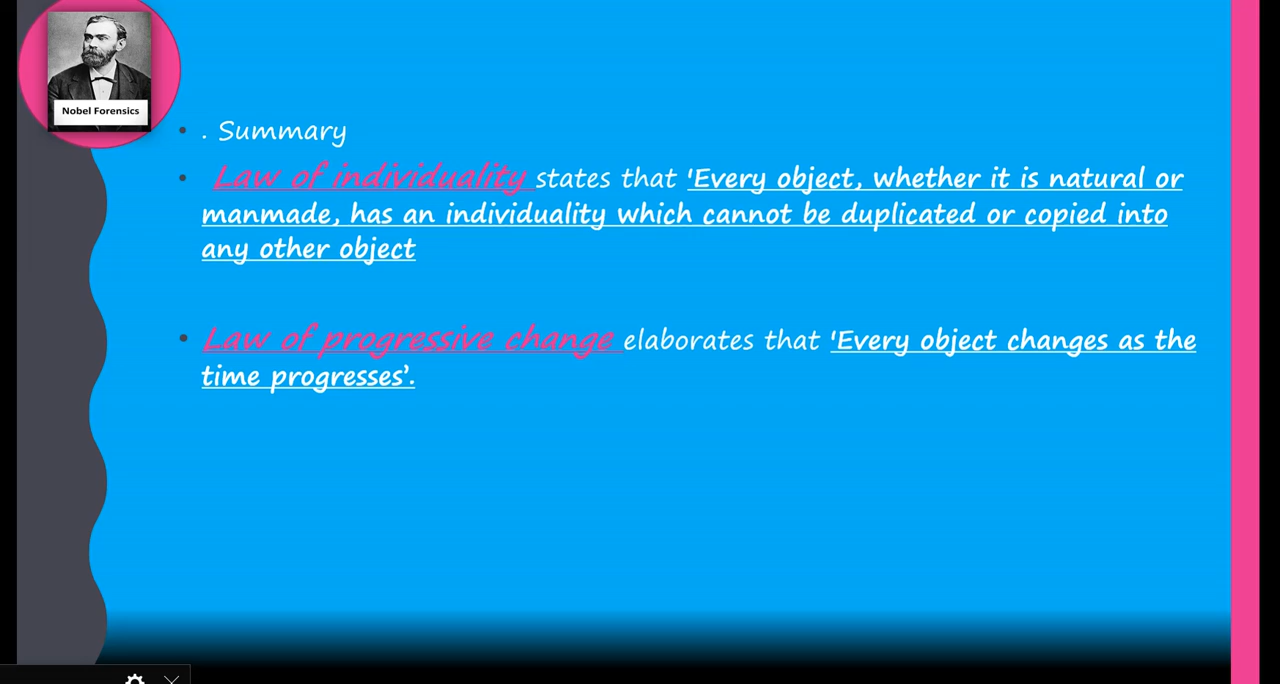 Nobel Forensics
. Summary
Law of individuality states that 'Every object, whether it is natural or
manmade, has an individuality which cannot be duplicated or copied into
any other object
Law of progressive change elaborates that 'Every object changes as the
time progresses’.